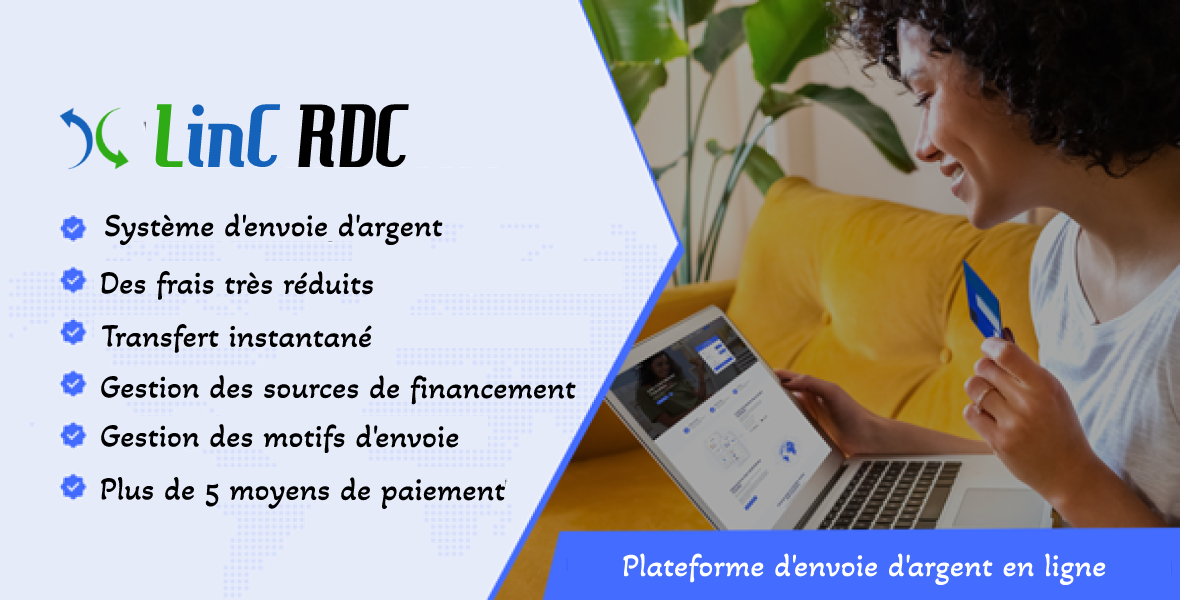 LinC RDC
Système d'envoie d'argent
Des frais très réduits
Transfert instantané
Gestion des sources de financement
Gestion des motifs d'envoie
Plus de 5 moyens de paiement
Plateforme d'envoie d'argent en ligne